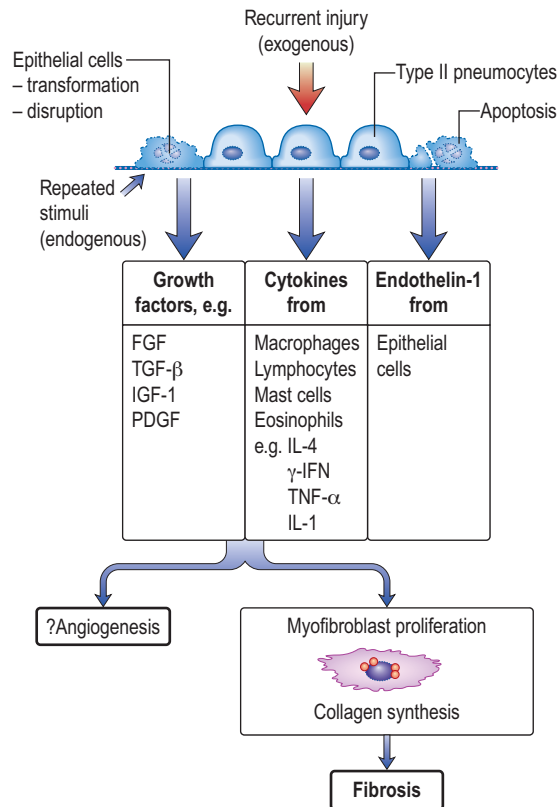 Recurrent injury
(exogenous)
Epithelial cells
– transformation
– disruption
Type II pneumocytes
Apoptosis
Repeated
stimuli
(endogenous)
Growth
factors, e.g.
FGF
TGF-β
IGF-1
PDGF
Cytokines
from
Macrophages
Lymphocytes
Mast cells
Eosinophils
e.g. IL-4
γ-IFN
TNF-α
IL-1
Endothelin-1
from
Epithelial
cells
?Angiogenesis
Myofibroblast proliferation
Collagen synthesis
Fibrosis